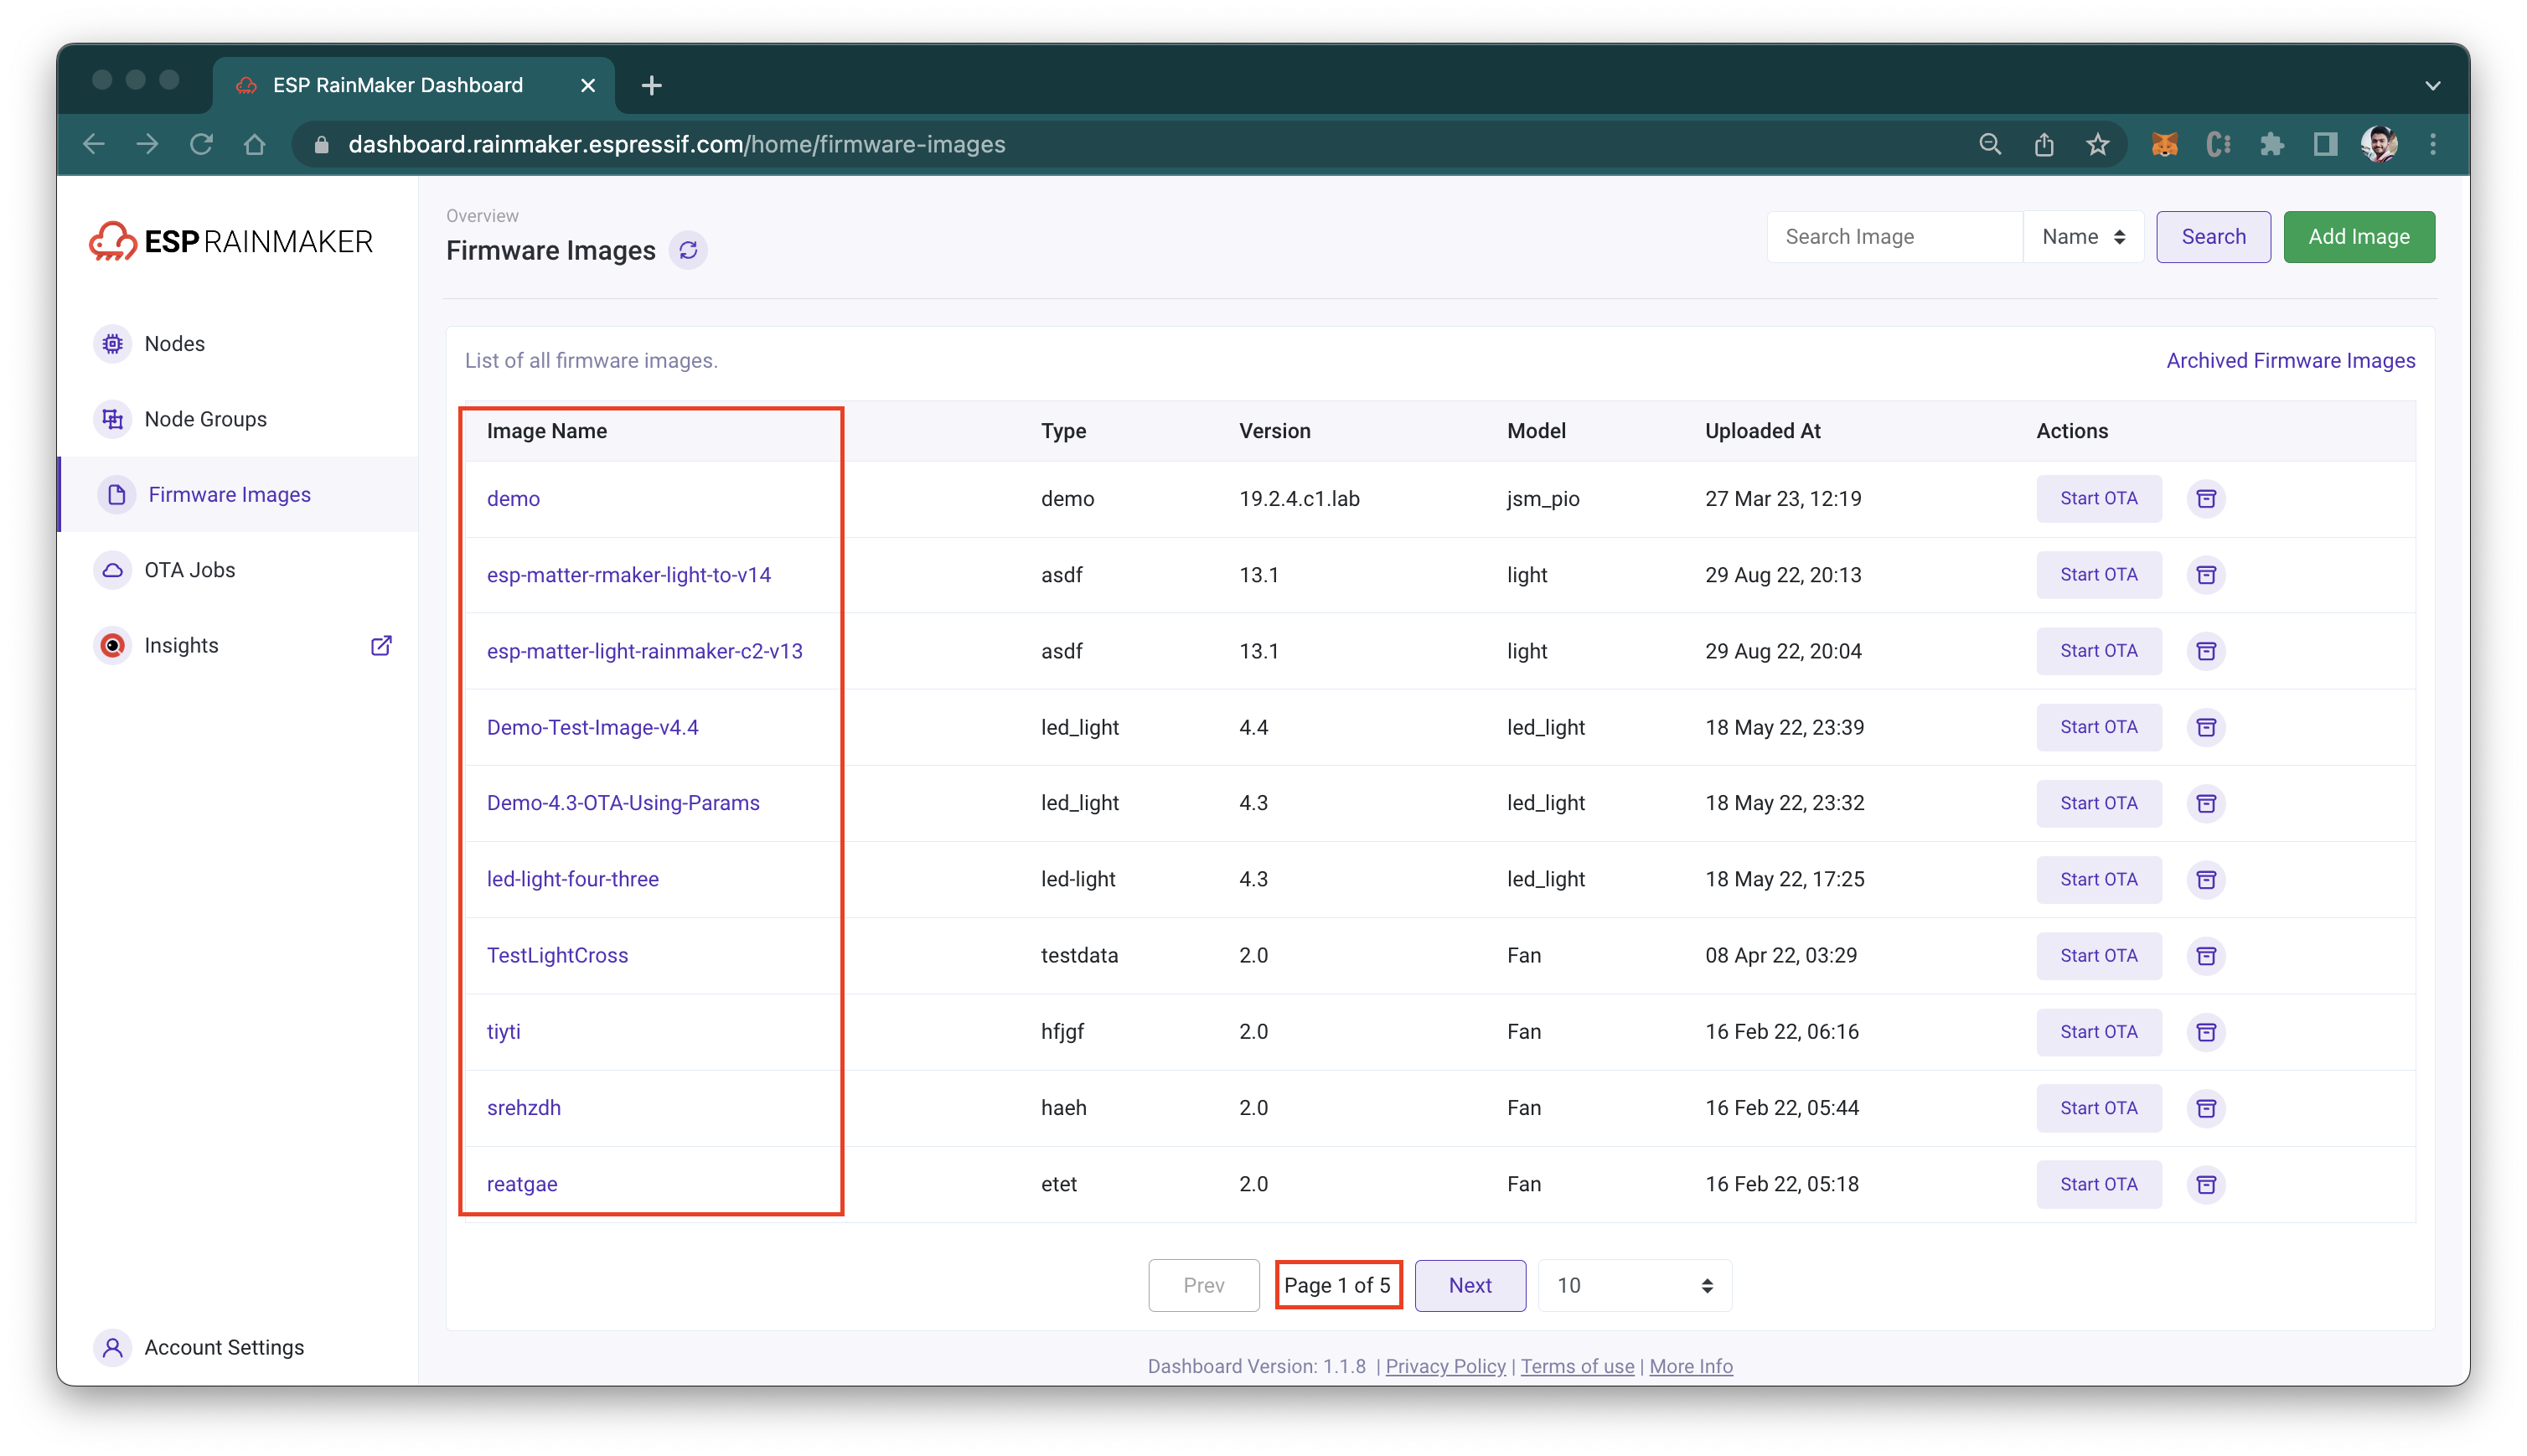 ESP RainMaker Dashboard
dashboard.rainmaker.espressif.com/home/firmware-images
ESP RAINMAKER
Nodes
Node Groups
Firmware Images
OTA Jobs
Insights
Account Settings
Overview
Firmware Images
Search Image Name Search Add Image
List of all firmware images. Archived Firmware Images
Image Name Type Version Model Uploaded At Actions
demo demo 19.2.4.c1.lab jsm_pio 27 Mar 23, 12:19 Start OTA
esp-matter-rmaker-light-to-v14 asdf 13.1 light 29 Aug 22, 20:13 Start OTA
esp-matter-light-rainmaker-c2-v13 asdf 13.1 light 29 Aug 22, 20:04 Start OTA
Demo-Test-Image-v4.4 led_light 4.4 led_light 18 May 22, 23:39 Start OTA
Demo-4.3-OTA-Using-Params led_light 4.3 led_light 18 May 22, 23:32 Start OTA
led-light-four-three led-light 4.3 led_light 18 May 22, 17:25 Start OTA
TestLightCross testdata 2.0 Fan 08 Apr 22, 03:29 Start OTA
tiyti hfjgf 2.0 Fan 16 Feb 22, 06:16 Start OTA
srehzdh haeh 2.0 Fan 16 Feb 22, 05:44 Start OTA
reatgae etet 2.0 Fan 16 Feb 22, 05:18 Start OTA
Prev Page 1 of 5 Next 10
Dashboard Version: 1.1.8 | Privacy Policy | Terms of use | More Info